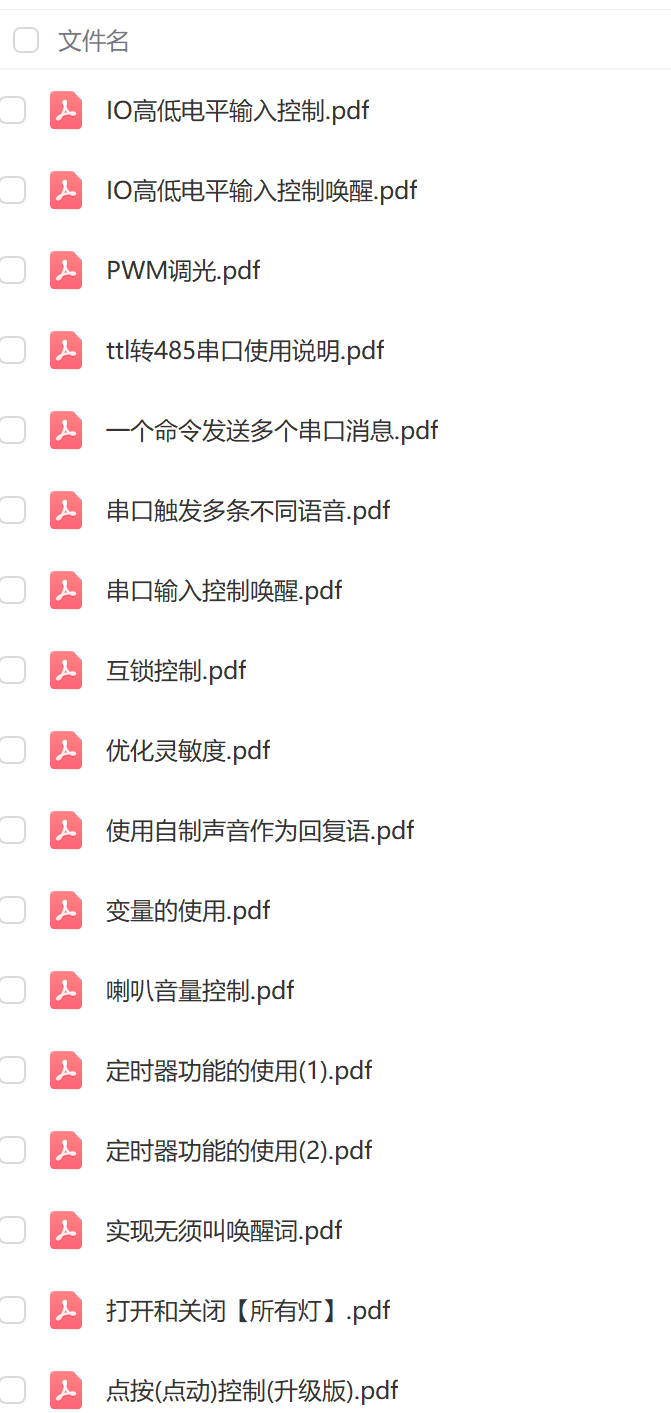 文件名
IO高低电平输入控制.pdf
IO高低电平输入控制唤醒.pdf
PWM调光.pdf
ttl转485串口使用说明.pdf
一个命令发送多个串口消息.pdf
串口触发多条不同语音.pdf
串口输入控制唤醒.pdf
互锁控制.pdf
优化灵敏度.pdf
使用自制声音作为回复语.pdf
变量的使用.pdf
喇叭音量控制.pdf
定时器功能的使用(1).pdf
定时器功能的使用(2).pdf
实现无须叫唤醒词.pdf
打开和关闭【所有灯】.pdf
点按(点动)控制(升级版).pdf